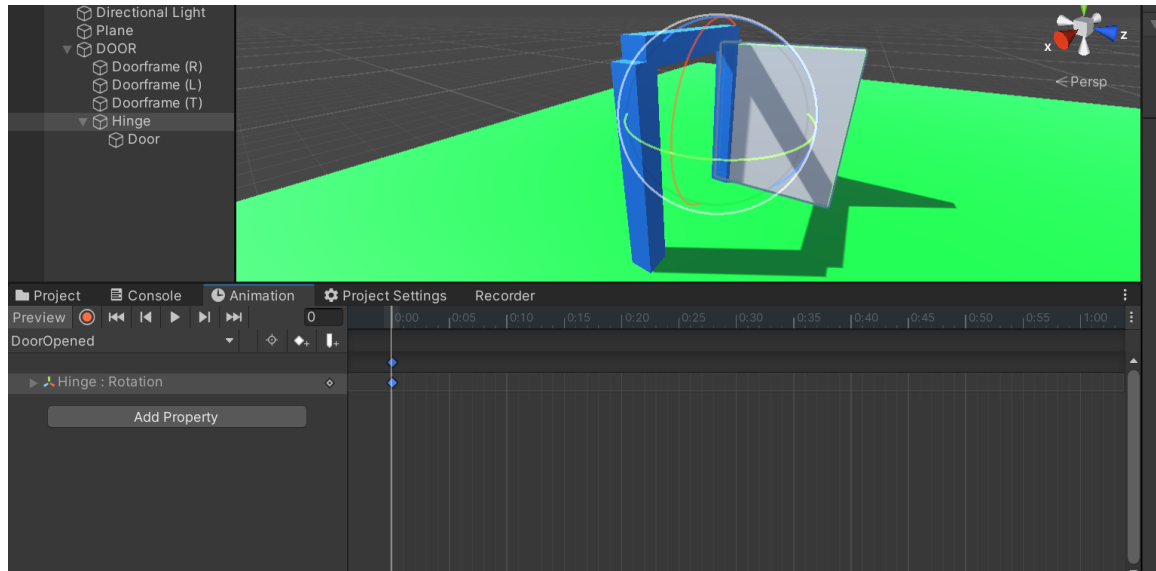 Directional Light
Plane
DOOR
Doorframe (R)
Doorframe (L)
Doorframe (T)
Hinge
Door
x
z
Persp
Project Console Animation Project Settings Recorder
Preview 0 0:00 0:05 0:10 0:15 0:20 0:25 0:30 0:35 0:40 0:45 0:50 0:55 1:00
DoorOpened
Hinge : Rotation
Add Property